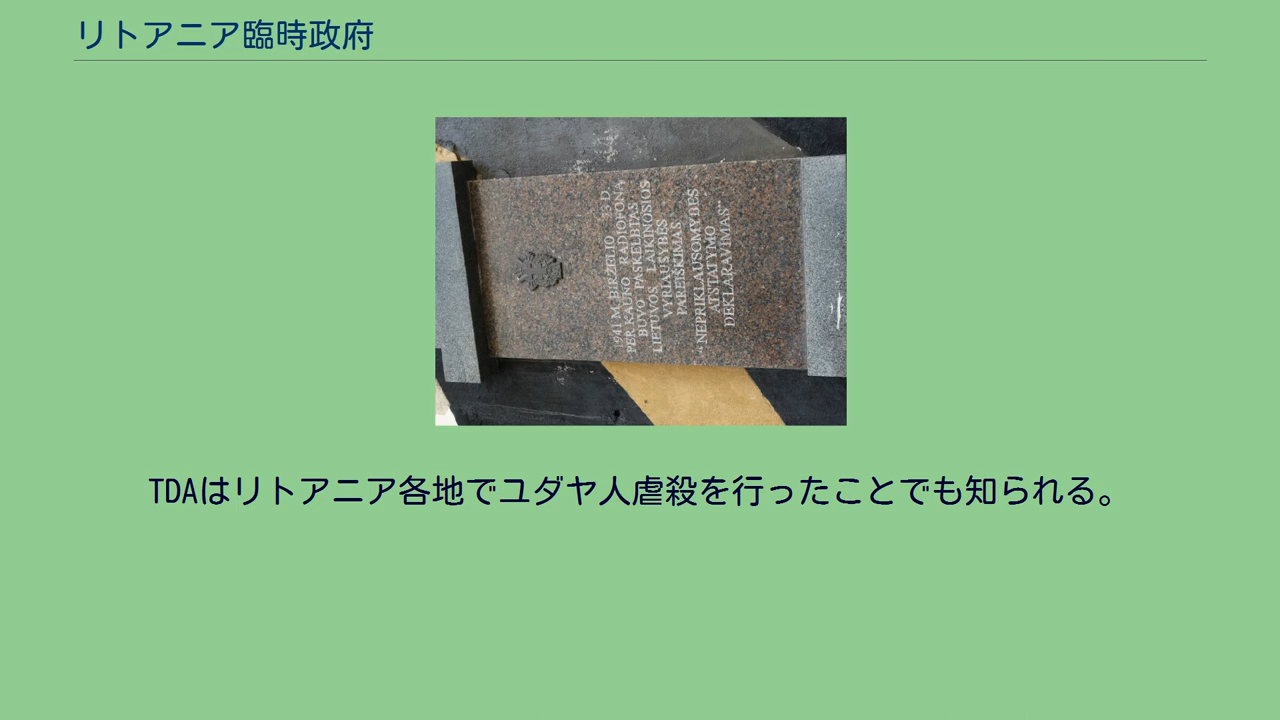 リトアニア臨時政府
1941 M. BIRŽELIO 23 D.
PER KAUNO RADIOFONĄ
BUVO PASKELBTAS
LIETUVOS LAIKINOSIOS
VYRIAUSYBĖS
PAREIŠKIMAS
"NEPRIKLAUSOMYBĖS
ATSTATYMO
DEKLARAVIMAS"
TDAはリトアニア各地でユダヤ人虐殺を行ったことでも知られる。